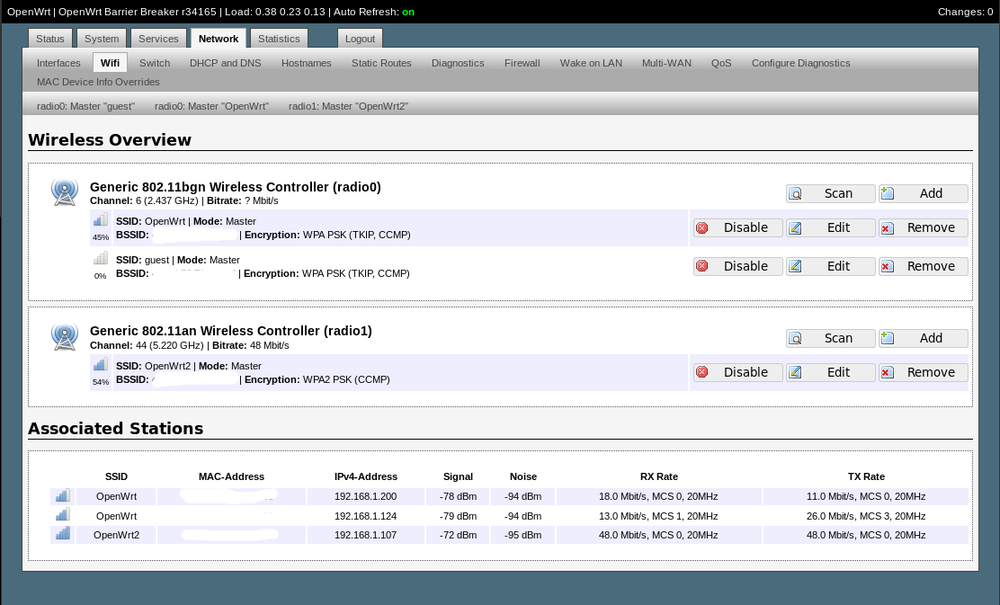 OpenWrt | OpenWrt Barrier Breaker r34165 | Load: 0.38 0.23 0.13 | Auto Refresh: on Changes: 0
Status System Services Network Statistics Logout
Interfaces Wifi Switch DHCP and DNS Hostnames Static Routes Diagnostics Firewall Wake on LAN Multi-WAN QoS Configure Diagnostics
MAC Device Info Overrides
radio0: Master "guest" radio0: Master "OpenWrt" radio1: Master "OpenWrt2"
Wireless Overview
Generic 802.11bgn Wireless Controller (radio0)
Channel: 6 (2.437 GHz) | Bitrate: ? Mbit/s
Scan Add
SSID: OpenWrt | Mode: Master
45% BSSID: | Encryption: WPA PSK (TKIP, CCMP)
Disable Edit Remove
SSID: guest | Mode: Master
0% BSSID: | Encryption: WPA PSK (TKIP, CCMP)
Disable Edit Remove
Generic 802.11an Wireless Controller (radio1)
Channel: 44 (5.220 GHz) | Bitrate: 48 Mbit/s
Scan Add
SSID: OpenWrt2 | Mode: Master
54% BSSID: | Encryption: WPA2 PSK (CCMP)
Disable Edit Remove
Associated Stations
SSID MAC-Address IPv4-Address Signal Noise RX Rate TX Rate
OpenWrt 192.168.1.200 -78 dBm -94 dBm 18.0 Mbit/s, MCS 0, 20MHz 11.0 Mbit/s, MCS 0, 20MHz
OpenWrt 192.168.1.124 -79 dBm -94 dBm 13.0 Mbit/s, MCS 1, 20MHz 26.0 Mbit/s, MCS 3, 20MHz
OpenWrt2 192.168.1.107 -72 dBm -95 dBm 48.0 Mbit/s, MCS 0, 20MHz 48.0 Mbit/s, MCS 0, 20MHz